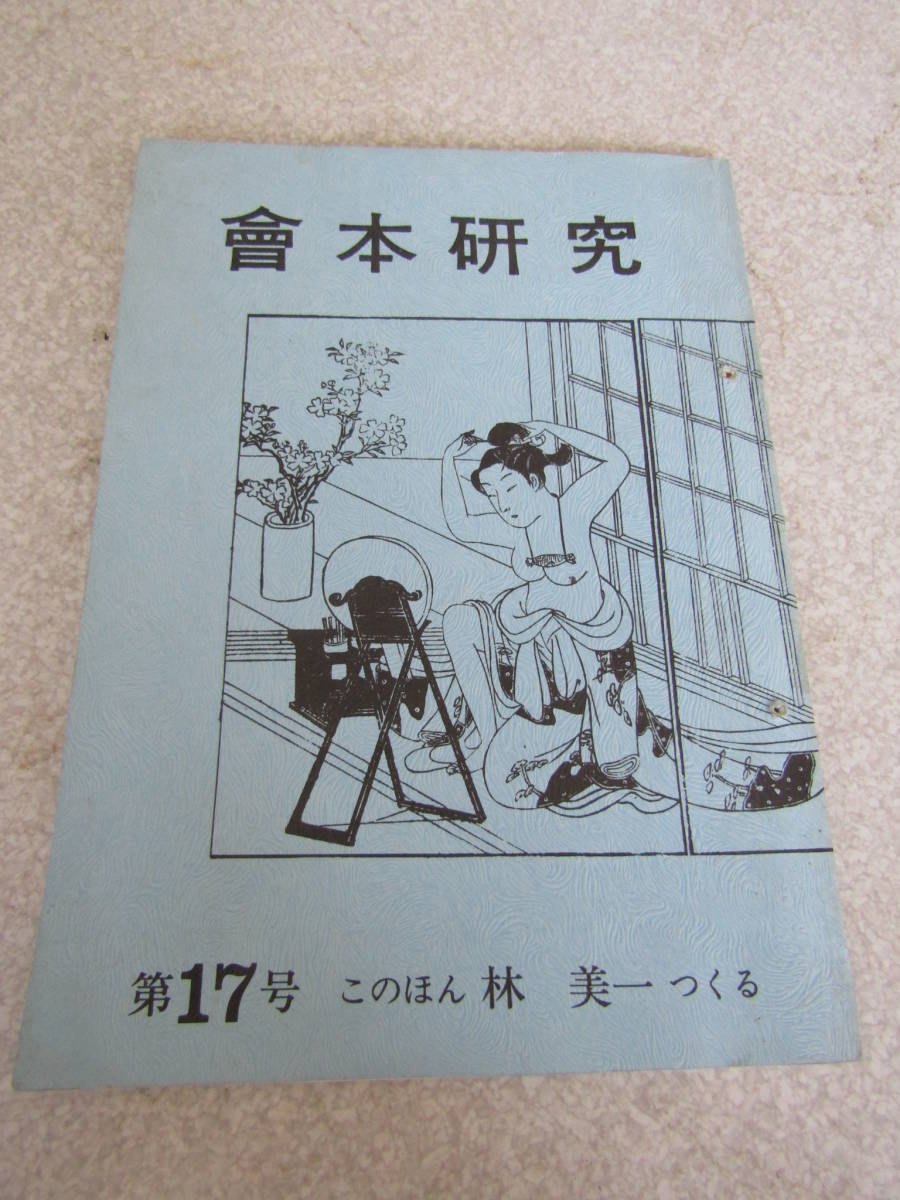 會本研究
第17号 このほん 林 美一 つくる